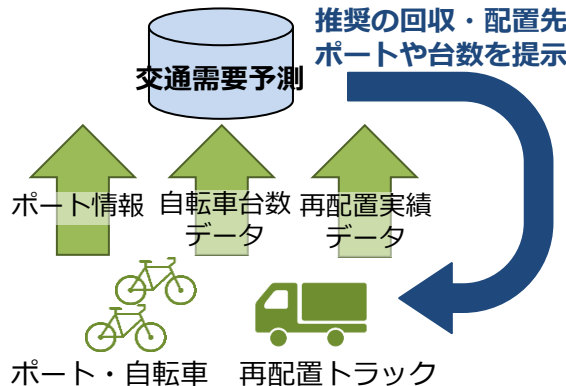 推奨の回収・配置先
ポートや台数を提示
交通需要予測
ポート情報
自転車台数
データ
再配置実績
データ
ポート・自転車
再配置トラック